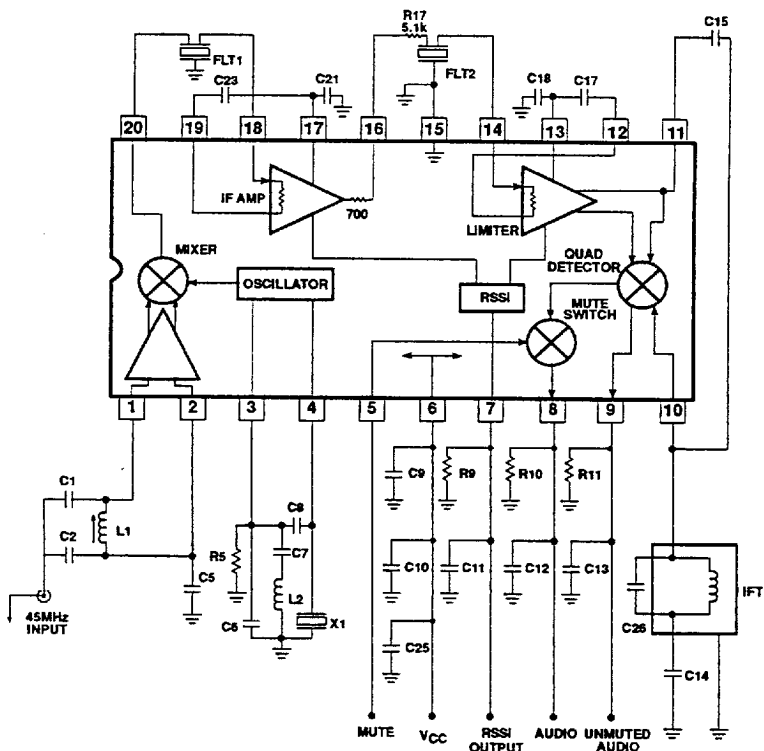 R17
5.1k
C15
FLT1
FLT2
C23
C21
C18
C17
20
19
18
17
16
15
14
13
12
11
IF AMP
700
LIMITER
MIXER
OSCILLATOR
RSSI
QUAD
DETECTOR
MUTE
SWITCH
1
2
3
4
5
6
7
8
9
10
C1
L1
C2
C5
45MHz
INPUT
R5
C8
C7
L2
C6
X1
C9
R9
R10
R11
C10
C11
C12
C13
C25
C26
IFT
C14
MUTE
VCC
RSSI
OUTPUT
AUDIO
UNMUTED
AUDIO